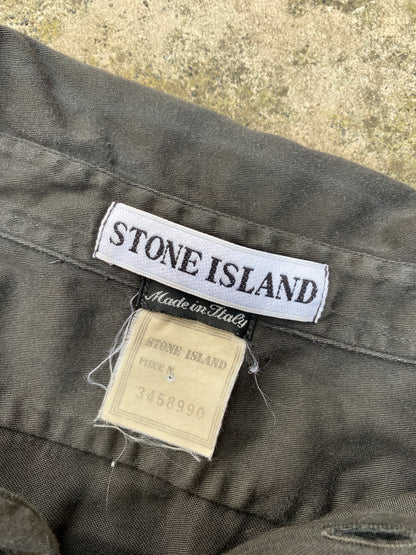 STONE ISLAND
Made in Italy
STONE ISLAND
PIECE N.
3458990